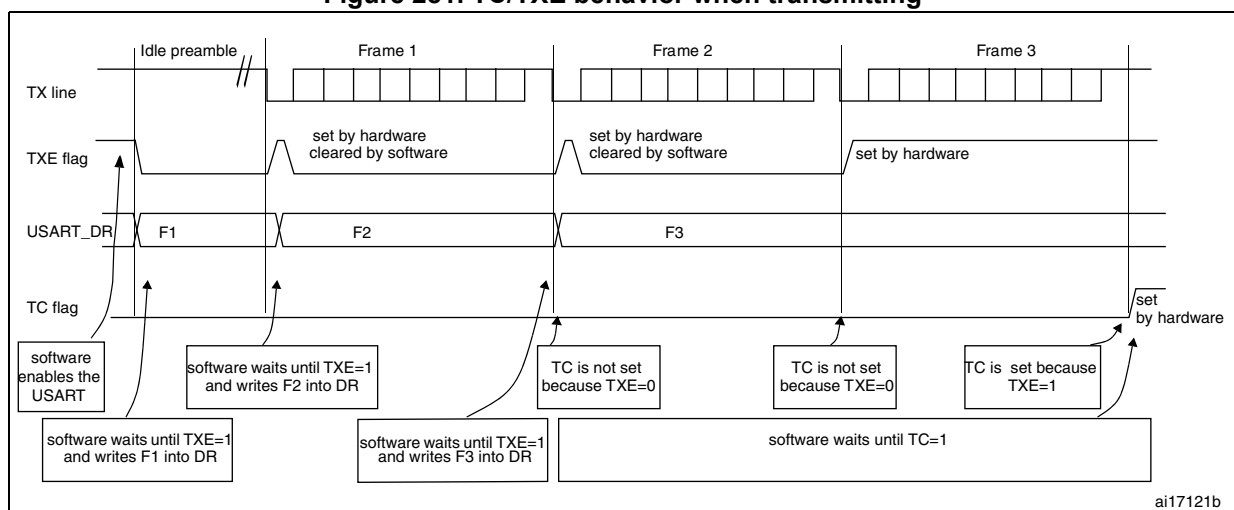 Figure 281. TC/TXE behavior when transmitting
Idle preamble
Frame 1
Frame 2
Frame 3
TX line
TXE flag
set by hardware
cleared by software
set by hardware
cleared by software
set by hardware
USART_DR
F1
F2
F3
TC flag
set
by hardware
software
enables the
USART
software waits until TXE=1
and writes F2 into DR
TC is not set
because TXE=0
TC is not set
because TXE=0
TC is set because
TXE=1
software waits until TXE=1
and writes F1 into DR
software waits until TXE=1
and writes F3 into DR
software waits until TC=1
ai17121b